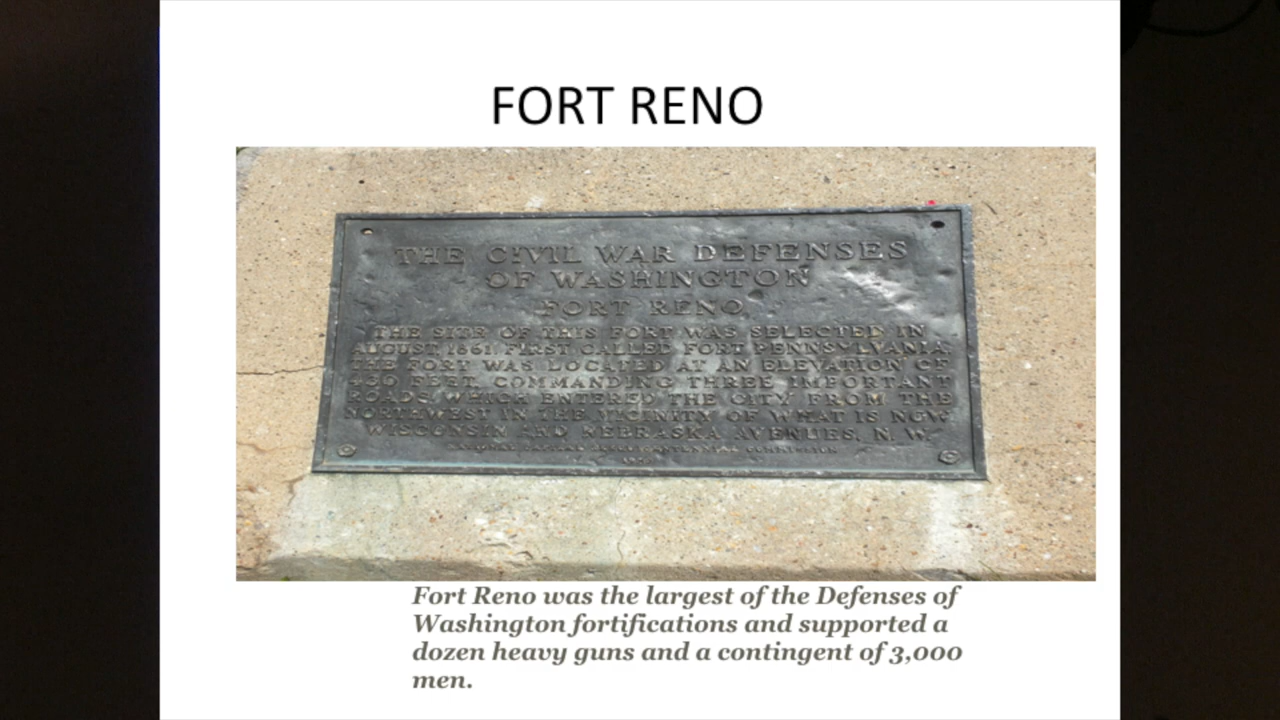 FORT RENO
THE CIVIL WAR DEFENSES
OF WASHINGTON
FORT RENO
THE SITE OF THIS FORT WAS SELECTED IN
AUGUST, 1861. FIRST CALLED FORT PENNSYLVANIA,
THE FORT WAS LOCATED AT AN ELEVATION OF
430 FEET, COMMANDING THREE IMPORTANT
ROADS WHICH ENTERED THE CITY FROM THE
NORTHWEST IN THE VICINITY OF WHAT IS NOW
WISCONSIN AND NEBRASKA AVENUES, N. W.
CENTENNIAL COMMISSION
Fort Reno was the largest of the Defenses of
Washington fortifications and supported a
dozen heavy guns and a contingent of 3,000
men.